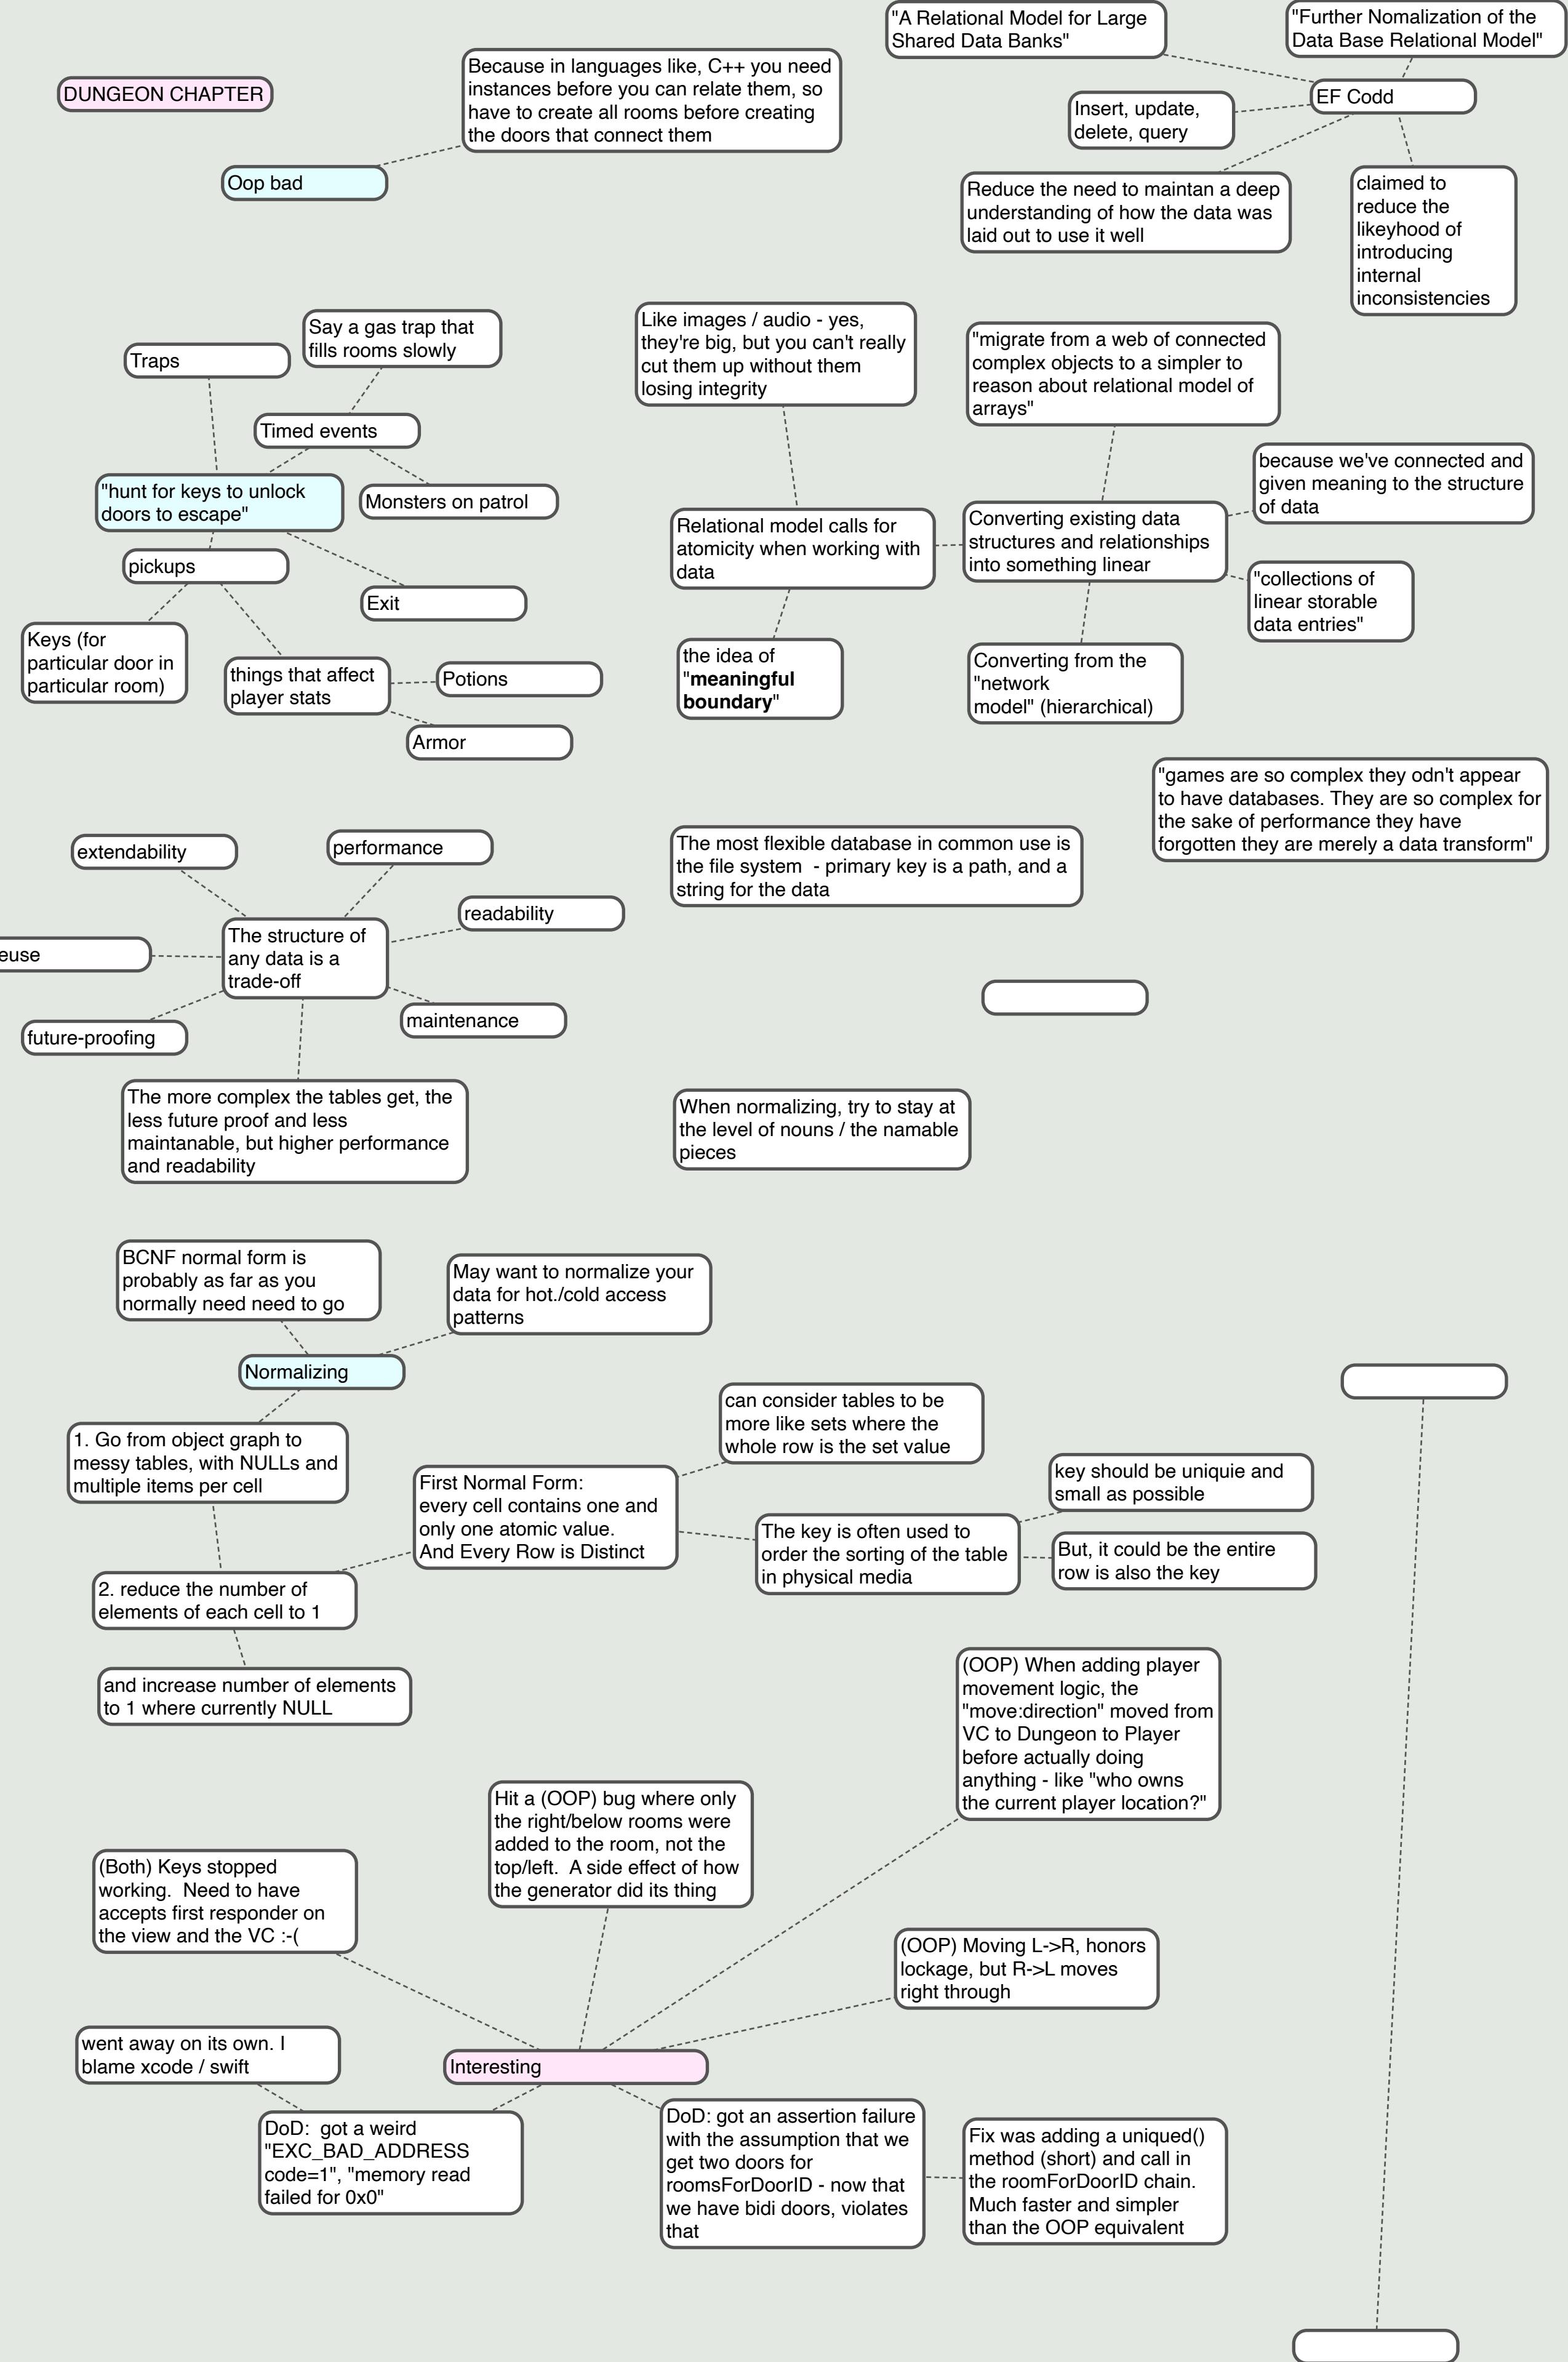 "A Relational Model for Large
Shared Data Banks"
"Further Nomalization of the
Data Base Relational Model"
DUNGEON CHAPTER
Because in languages like, C++ you need
instances before you can relate them, so
have to create all rooms before creating
the doors that connect them
EF Codd
Insert, update,
delete, query
Oop bad
Reduce the need to maintan a deep
understanding of how the data was
laid out to use it well
claimed to
reduce the
likeyhood of
introducing
internal
inconsistencies
Traps
Say a gas trap that
fills rooms slowly
Timed events
"hunt for keys to unlock
doors to escape"
Monsters on patrol
pickups
Exit
Keys (for
particular door in
particular room)
things that affect
player stats
Potions
Armor
Like images / audio - yes,
they're big, but you can't really
cut them up without them
losing integrity
"migrate from a web of connected
complex objects to a simpler to
reason about relational model of
arrays"
because we've connected and
given meaning to the structure
of data
Relational model calls for
atomicity when working with
data
Converting existing data
structures and relationships
into something linear
"collections of
linear storable
data entries"
the idea of
"meaningful
boundary"
Converting from the
"network
model" (hierarchical)
"games are so complex they odn't appear
to have databases. They are so complex for
the sake of performance they have
forgotten they are merely a data transform"
The most flexible database in common use is
the file system  - primary key is a path, and a
string for the data
extendability
performance
readability
The structure of
any data is a
trade-off
euse
future-proofing
maintenance
The more complex the tables get, the
less future proof and less
maintanable, but higher performance
and readability
When normalizing, try to stay at
the level of nouns / the namable
pieces
BCNF normal form is
probably as far as you
normally need need to go
May want to normalize your
data for hot./cold access
patterns
Normalizing
1. Go from object graph to
messy tables, with NULLs and
multiple items per cell
First Normal Form:
every cell contains one and
only one atomic value.
And Every Row is Distinct
can consider tables to be
more like sets where the
whole row is the set value
key should be uniquie and
small as possible
The key is often used to
order the sorting of the table
in physical media
But, it could be the entire
row is also the key
2. reduce the number of
elements of each cell to 1
and increase number of elements
to 1 where currently NULL
(OOP) When adding player
movement logic, the
"move:direction" moved from
VC to Dungeon to Player
before actually doing
anything - like "who owns
the current player location?"
Hit a (OOP) bug where only
the right/below rooms were
added to the room, not the
top/left.  A side effect of how
the generator did its thing
(Both) Keys stopped
working.  Need to have
accepts first responder on
the view and the VC :-(
(OOP) Moving L->R, honors
lockage, but R->L moves
right through
went away on its own. I
blame xcode / swift
Interesting
DoD:  got a weird
"EXC_BAD_ADDRESS
code=1", "memory read
failed for 0x0"
DoD: got an assertion failure
with the assumption that we
get two doors for
roomsForDoorID - now that
we have bidi doors, violates
that
Fix was adding a uniqued()
method (short) and call in
the roomForDoorID chain.
Much faster and simpler
than the OOP equivalent